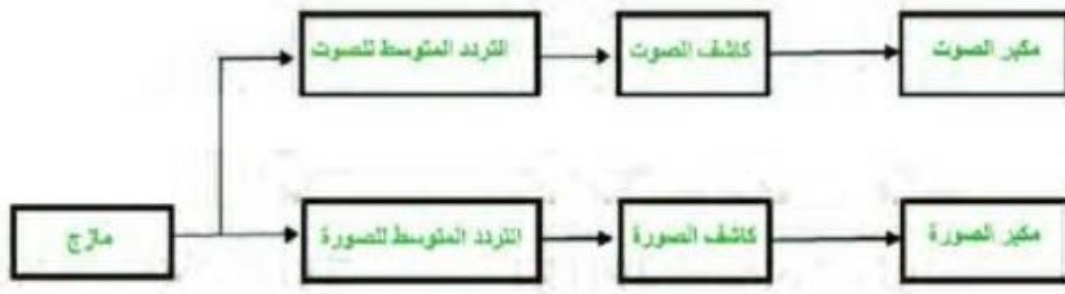 التردد المتوسط للصوت
كاشف الصوت
مكبر الصوت
مازج
التردد المتوسط للصورة
كاشف الصورة
مكبر الصورة